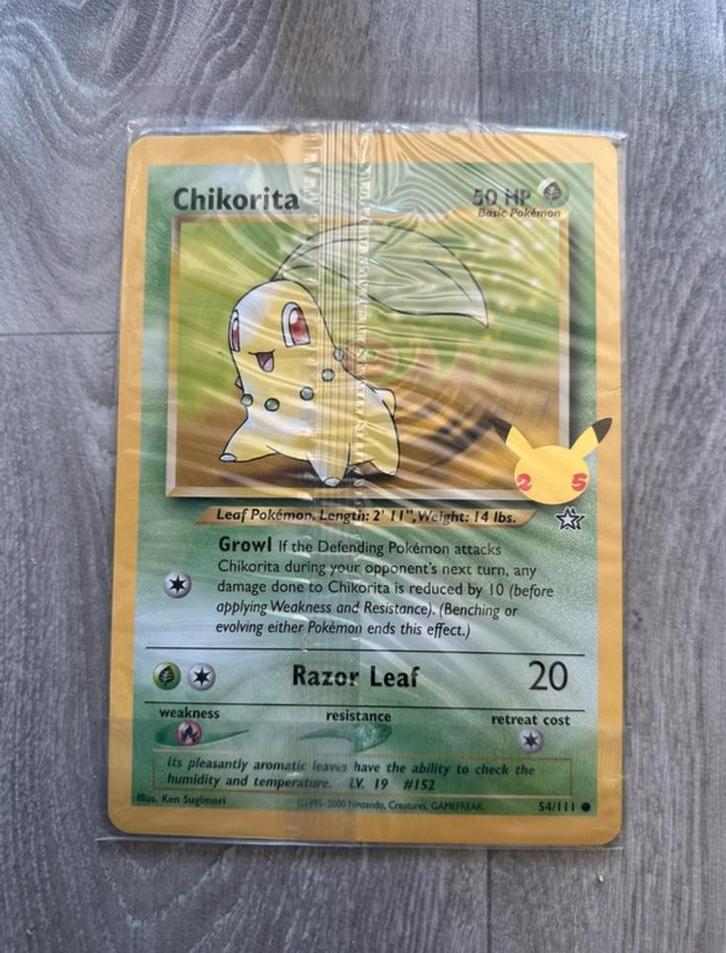 Chikorita
50 HP
Basic Pokémon
2 5
Leaf Pokémon. Length: 2' 11", Weight: 14 lbs.
Growl If the Defending Pokémon attacks
Chikorita during your opponent's next turn, any
damage done to Chikorita is reduced by 10 (before
applying Weakness and Resistance). (Benching or
evolving either Pokémon ends this effect.)
Razor Leaf 20
weakness resistance retreat cost
Its pleasantly aromatic leaves have the ability to check the
humidity and temperature. LV. 19 #152
Illus. Ken Sugimori ©1995-2000 Nintendo, Creatures, GAMEFREAK. 54/111